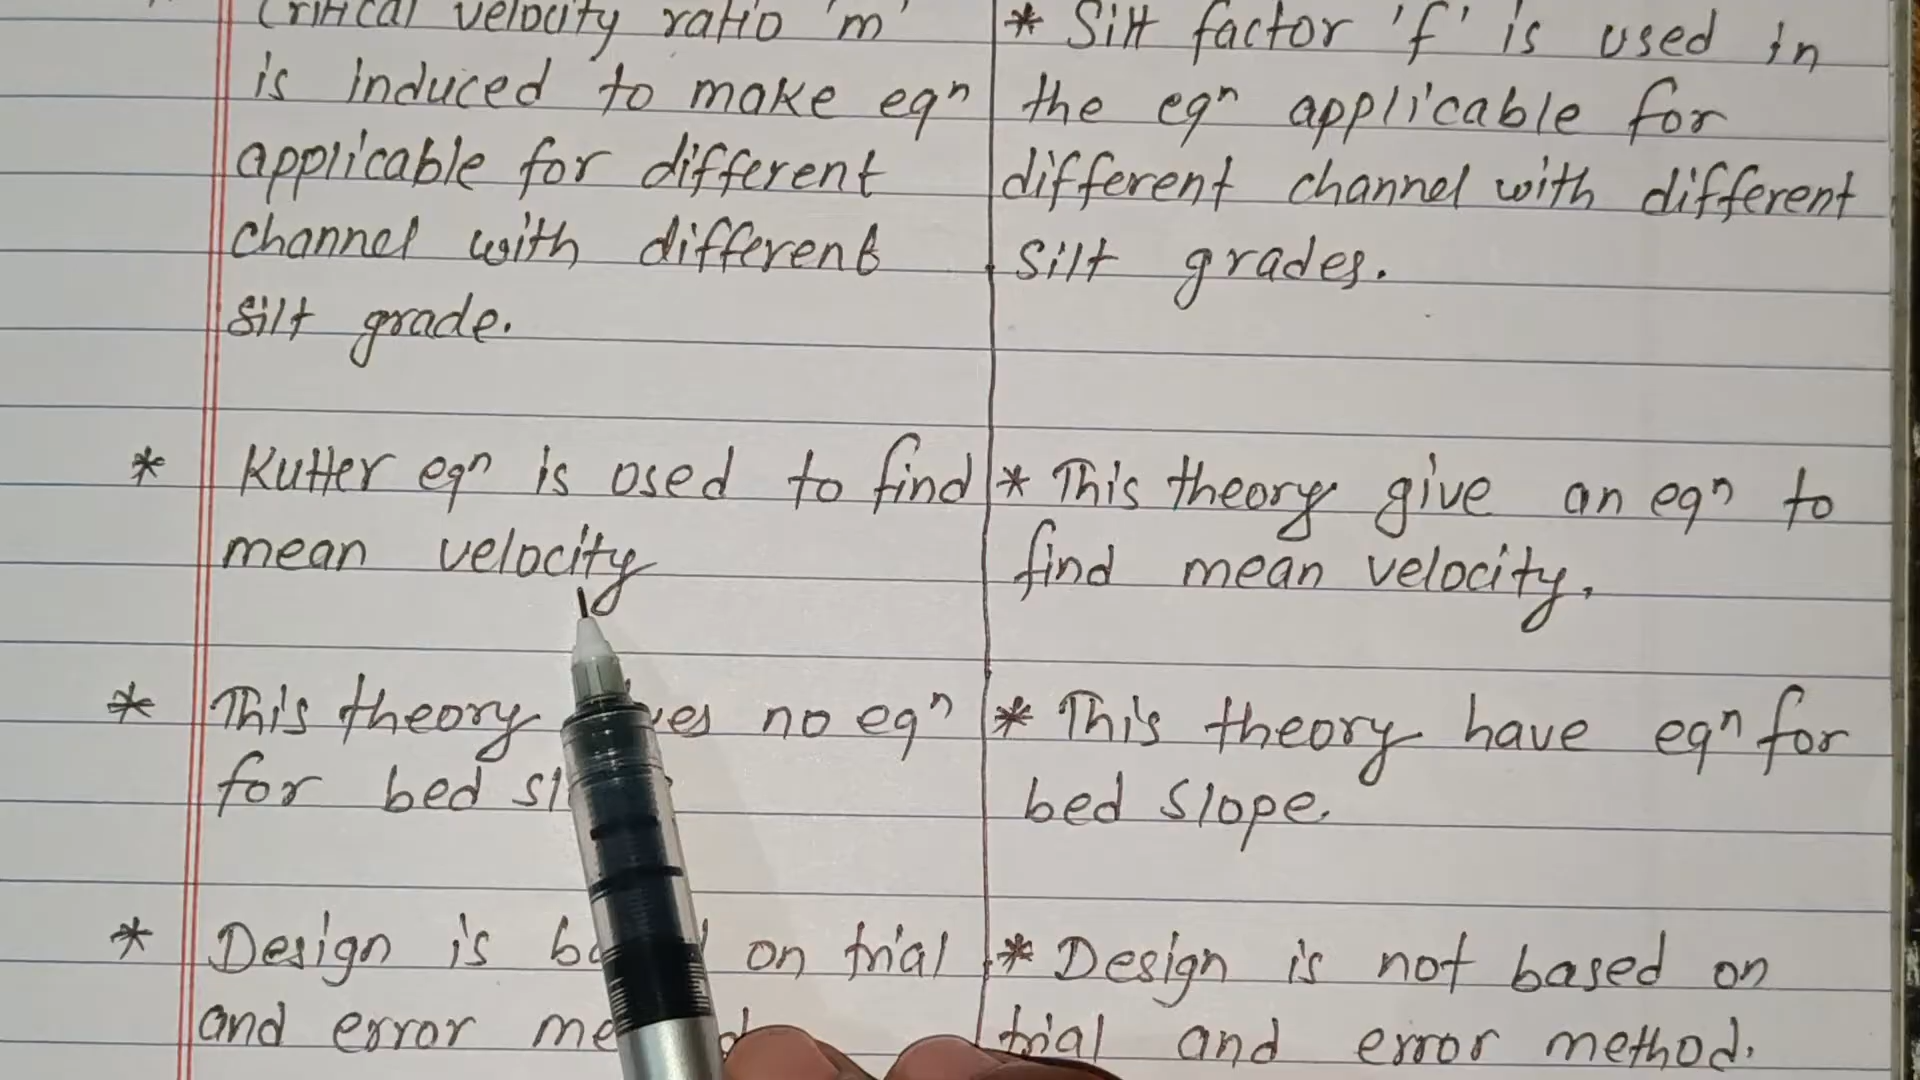 Critical velocity ratio 'm'
is induced to make eqⁿ
applicable for different
channel with different
silt grade.
* Silt factor 'f' is used in
the eqⁿ applicable for
different channel with different
silt grades.
* Kutter eqⁿ is used to find
mean velocity
* This theory give an eqⁿ to
find mean velocity.
* This theory no eqⁿ
for bed
* This theory have eqⁿ for
bed slope.
* Design is on trial
and error
* Design is not based on
trial and error method.